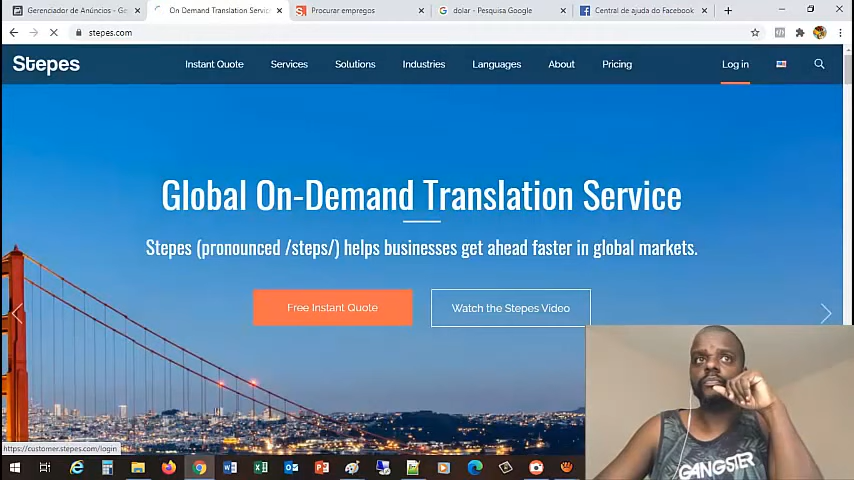 Gerenciador de Anúncios - Ge
On Demand Translation Servic
Procurar empregos
dolar - Pesquisa Google
Central de ajuda do Facebook
stepes.com
Stepes
Instant Quote
Services
Solutions
Industries
Languages
About
Pricing
Log in
Global On-Demand Translation Service
Stepes (pronounced /steps/) helps businesses get ahead faster in global markets.
Free Instant Quote
Watch the Stepes Video
GANGSTER
https://customer.stepes.com/login